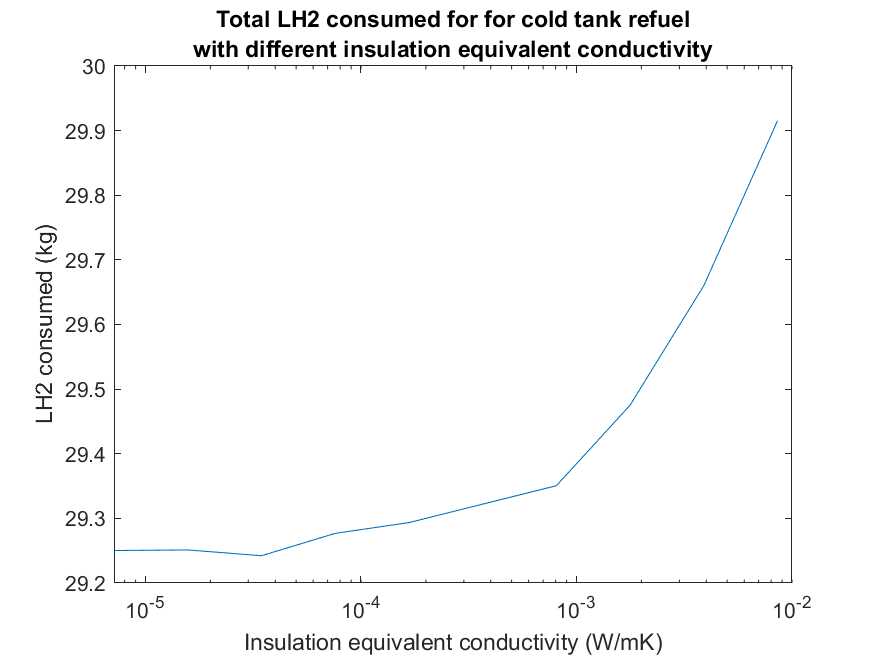 Total LH2 consumed for for cold tank refuel
with different insulation equivalent conductivity
30
29.9
29.8
29.7
29.6
29.5
29.4
29.3
29.2
LH2 consumed (kg)
10^-5 10^-4 10^-3 10^-2
Insulation equivalent conductivity (W/mK)